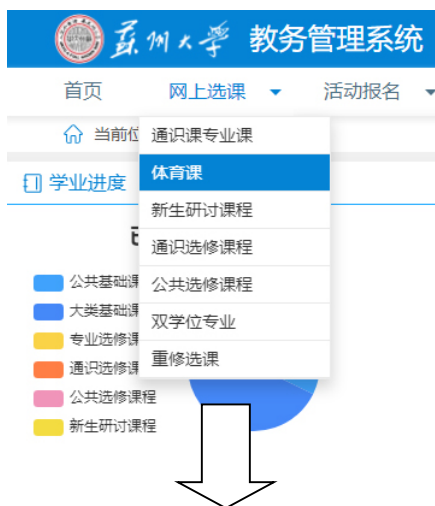 蘇州大学 教务管理系统
首页 网上选课 活动报名
当前位
通识课专业课
体育课
新生研讨课程
通识选修课程
公共选修课程
双学位专业
重修选课
学业进度
公共基础课
大类基础课
专业选修课
通识选修课
公共选修课程
新生研讨课程